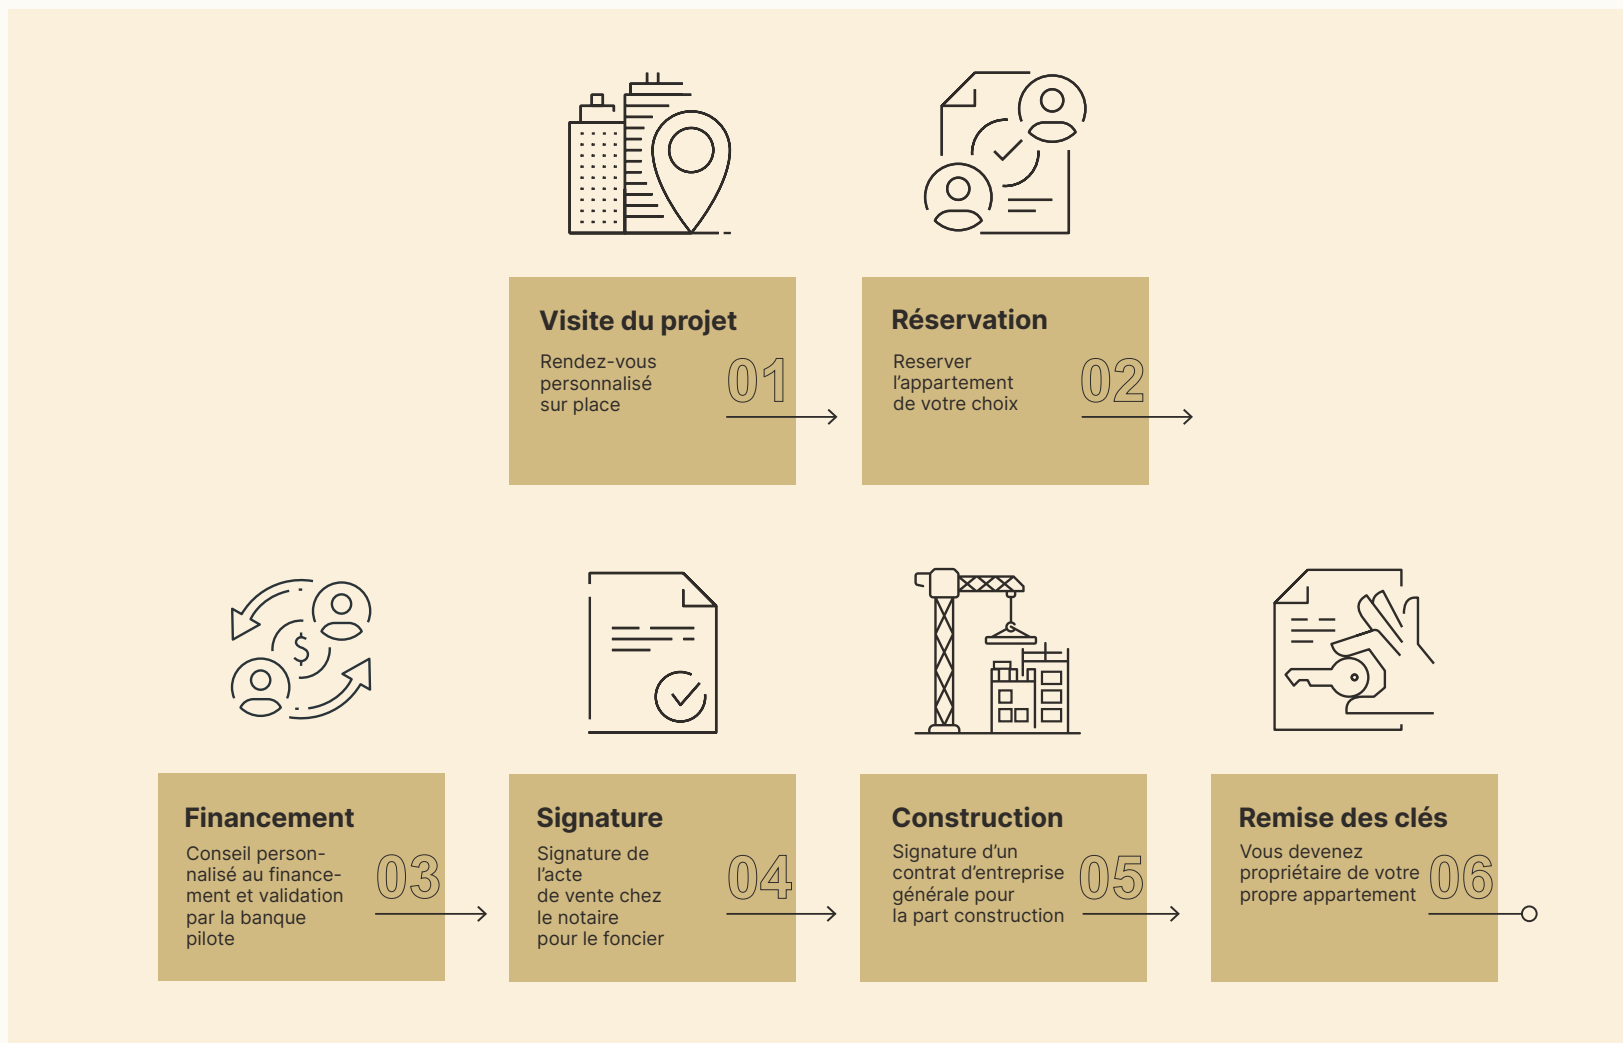 Visite du projet
Rendez-vous
personnalisé
sur place
01
Réservation
Reserver
l’appartement
de votre choix
02
$
Financement
Conseil person-
nalisé au finance-
ment et validation
par la banque
pilote
03
Signature
Signature de
l’acte
de vente chez
le notaire
pour le foncier
04
Construction
Signature d’un
contrat d’entreprise
générale pour
la part construction
05
Remise des clés
Vous devenez
propriétaire de votre
propre appartement
06